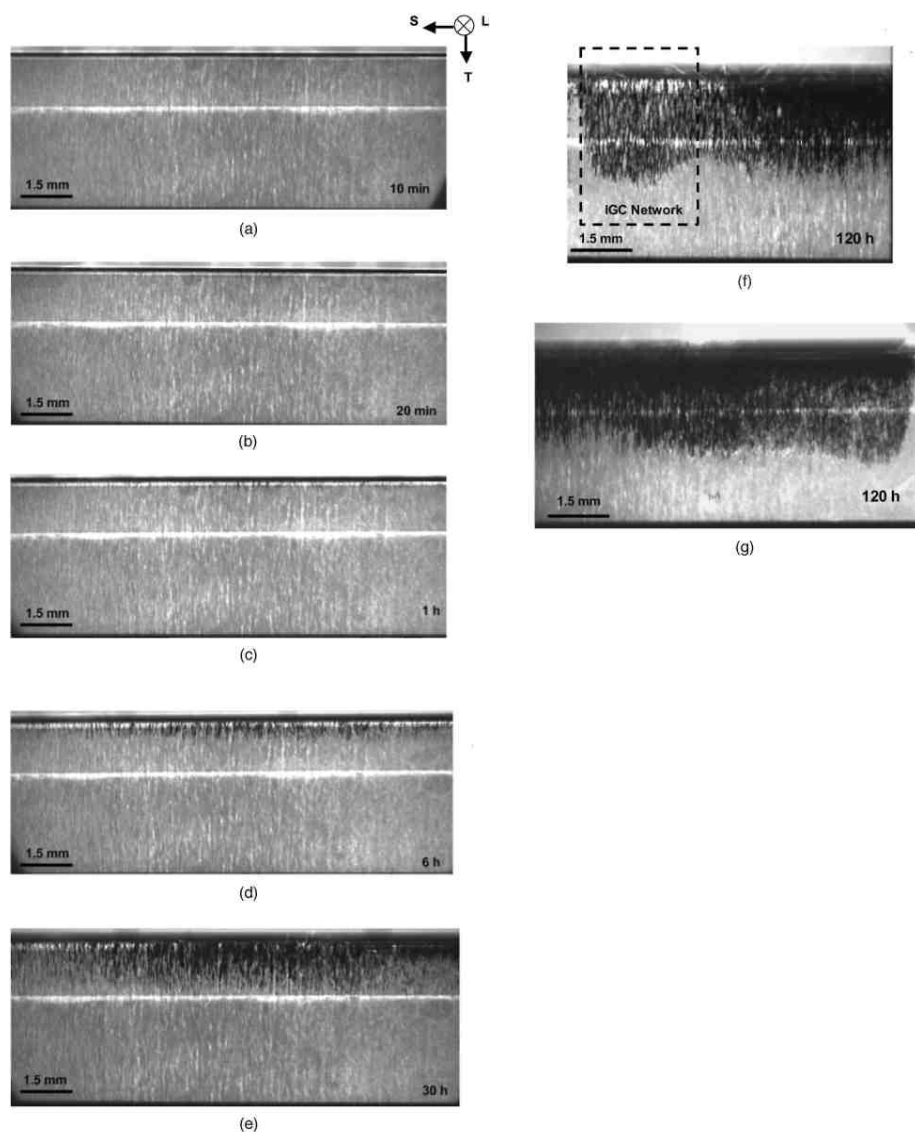 S L
T
1.5 mm 10 min
(a)
1.5 mm 20 min
(b)
1.5 mm 1 h
(c)
1.5 mm 6 h
(d)
1.5 mm 30 h
(e)
IGC Network
1.5 mm 120 h
(f)
1.5 mm 120 h
(g)